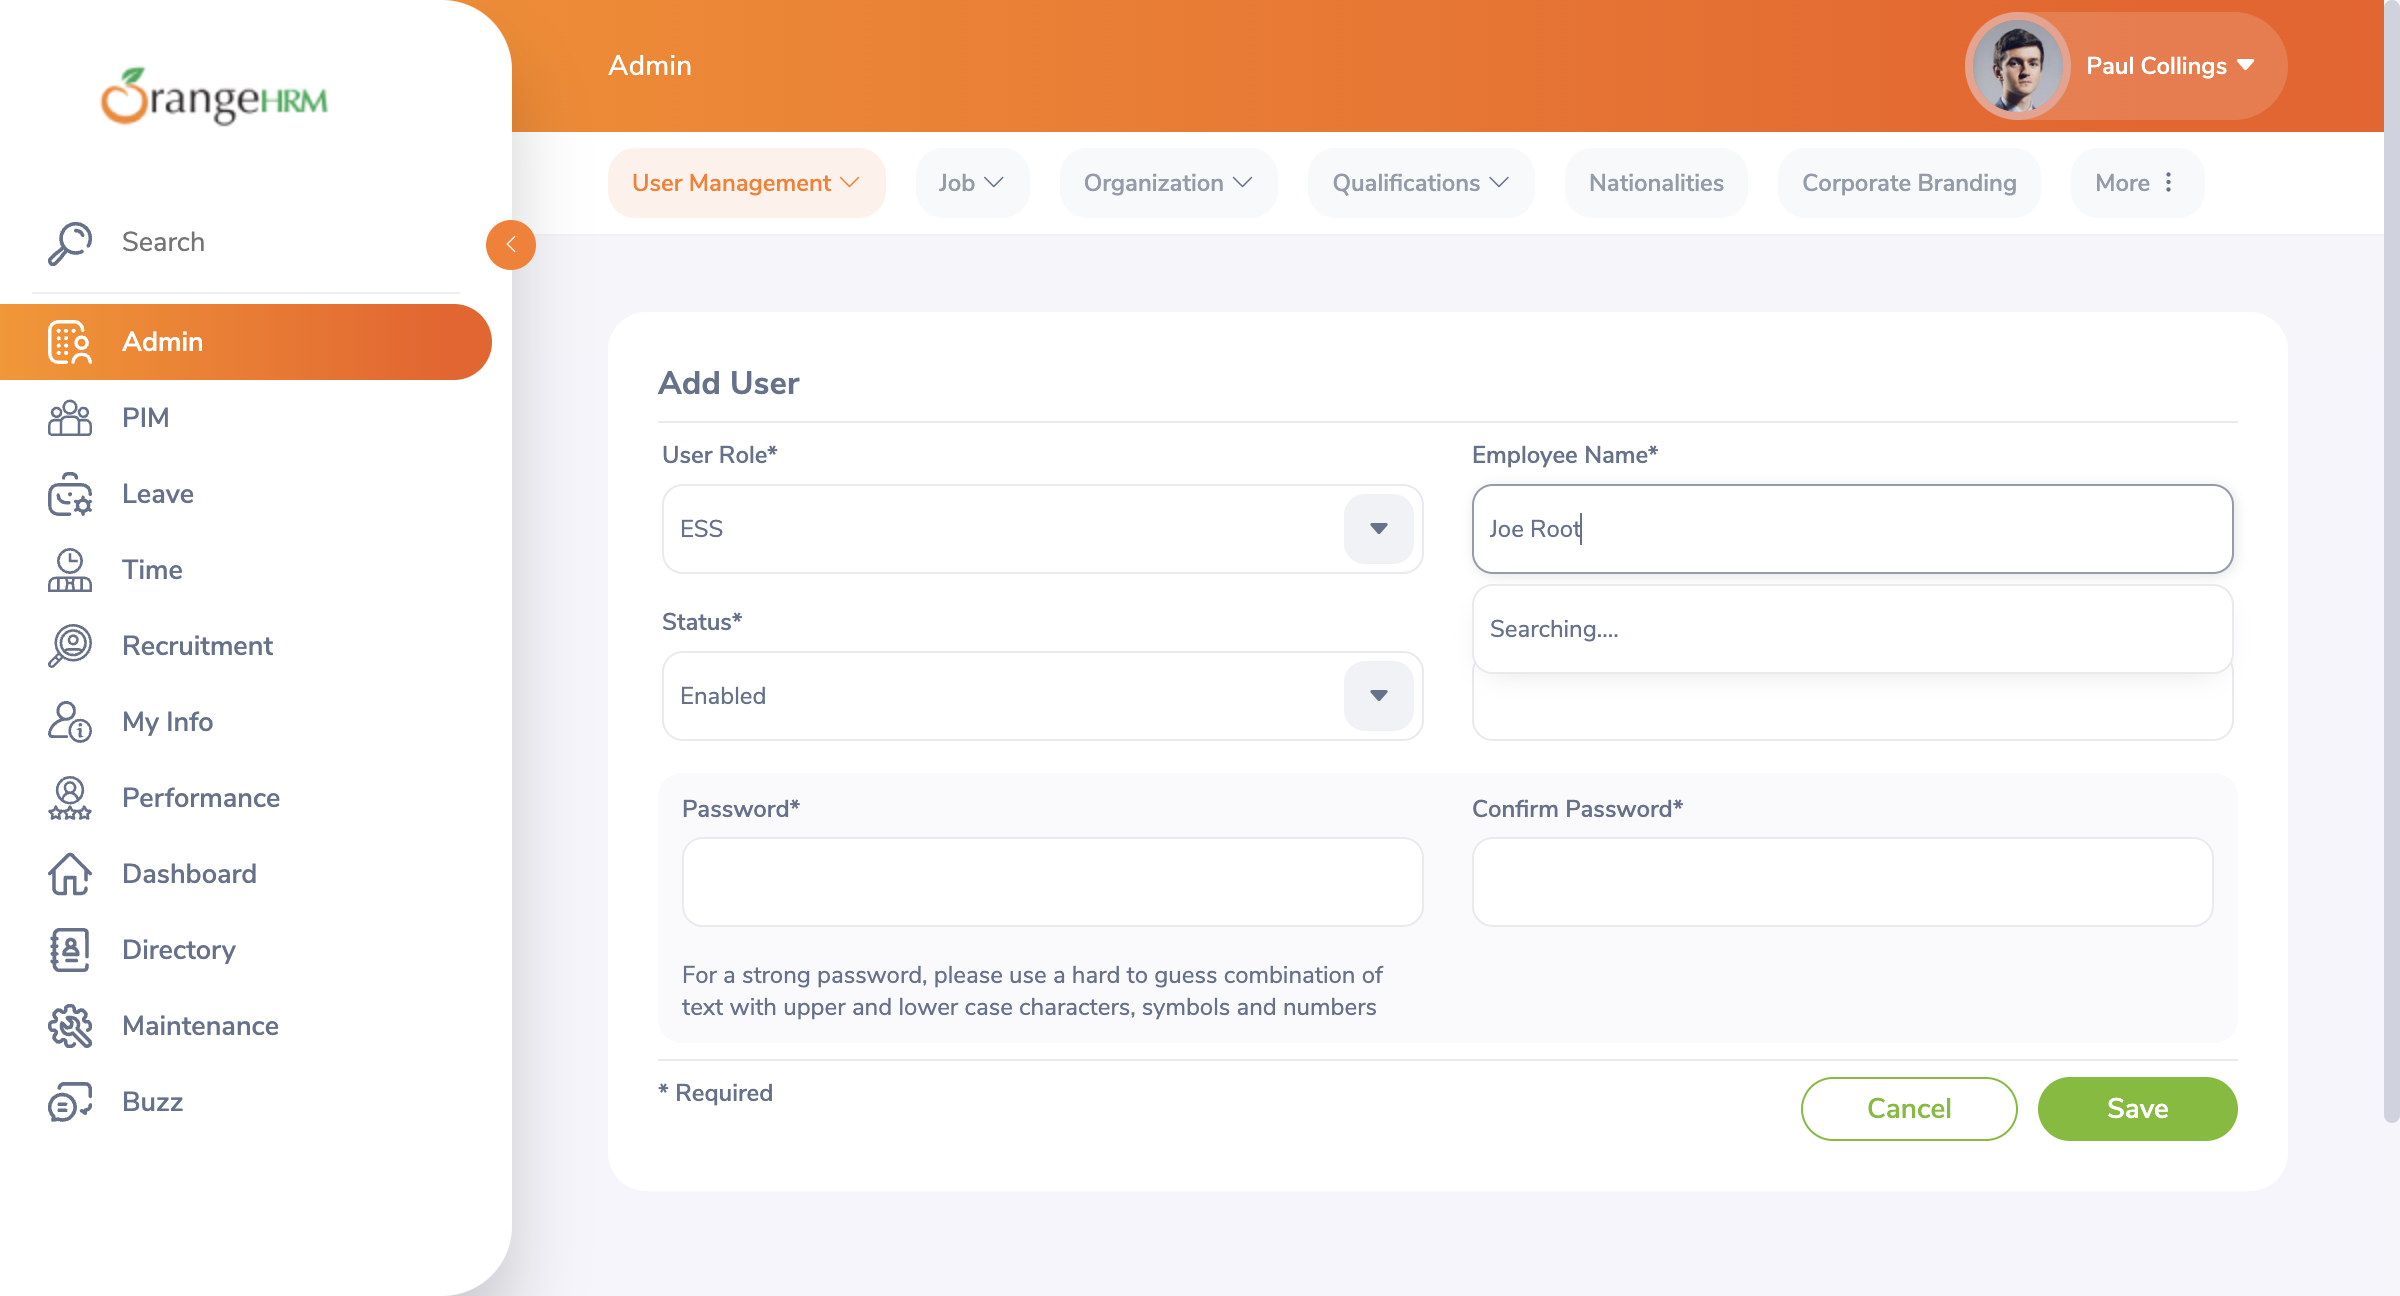 OrangeHRM
Admin
Paul Collings
User Management
Job
Organization
Qualifications
Nationalities
Corporate Branding
More
Search
Admin
PIM
Leave
Time
Recruitment
My Info
Performance
Dashboard
Directory
Maintenance
Buzz
Add User
User Role*
ESS
Employee Name*
Joe Root
Searching....
Status*
Enabled
Password*
Confirm Password*
For a strong password, please use a hard to guess combination of
text with upper and lower case characters, symbols and numbers
* Required
Cancel
Save